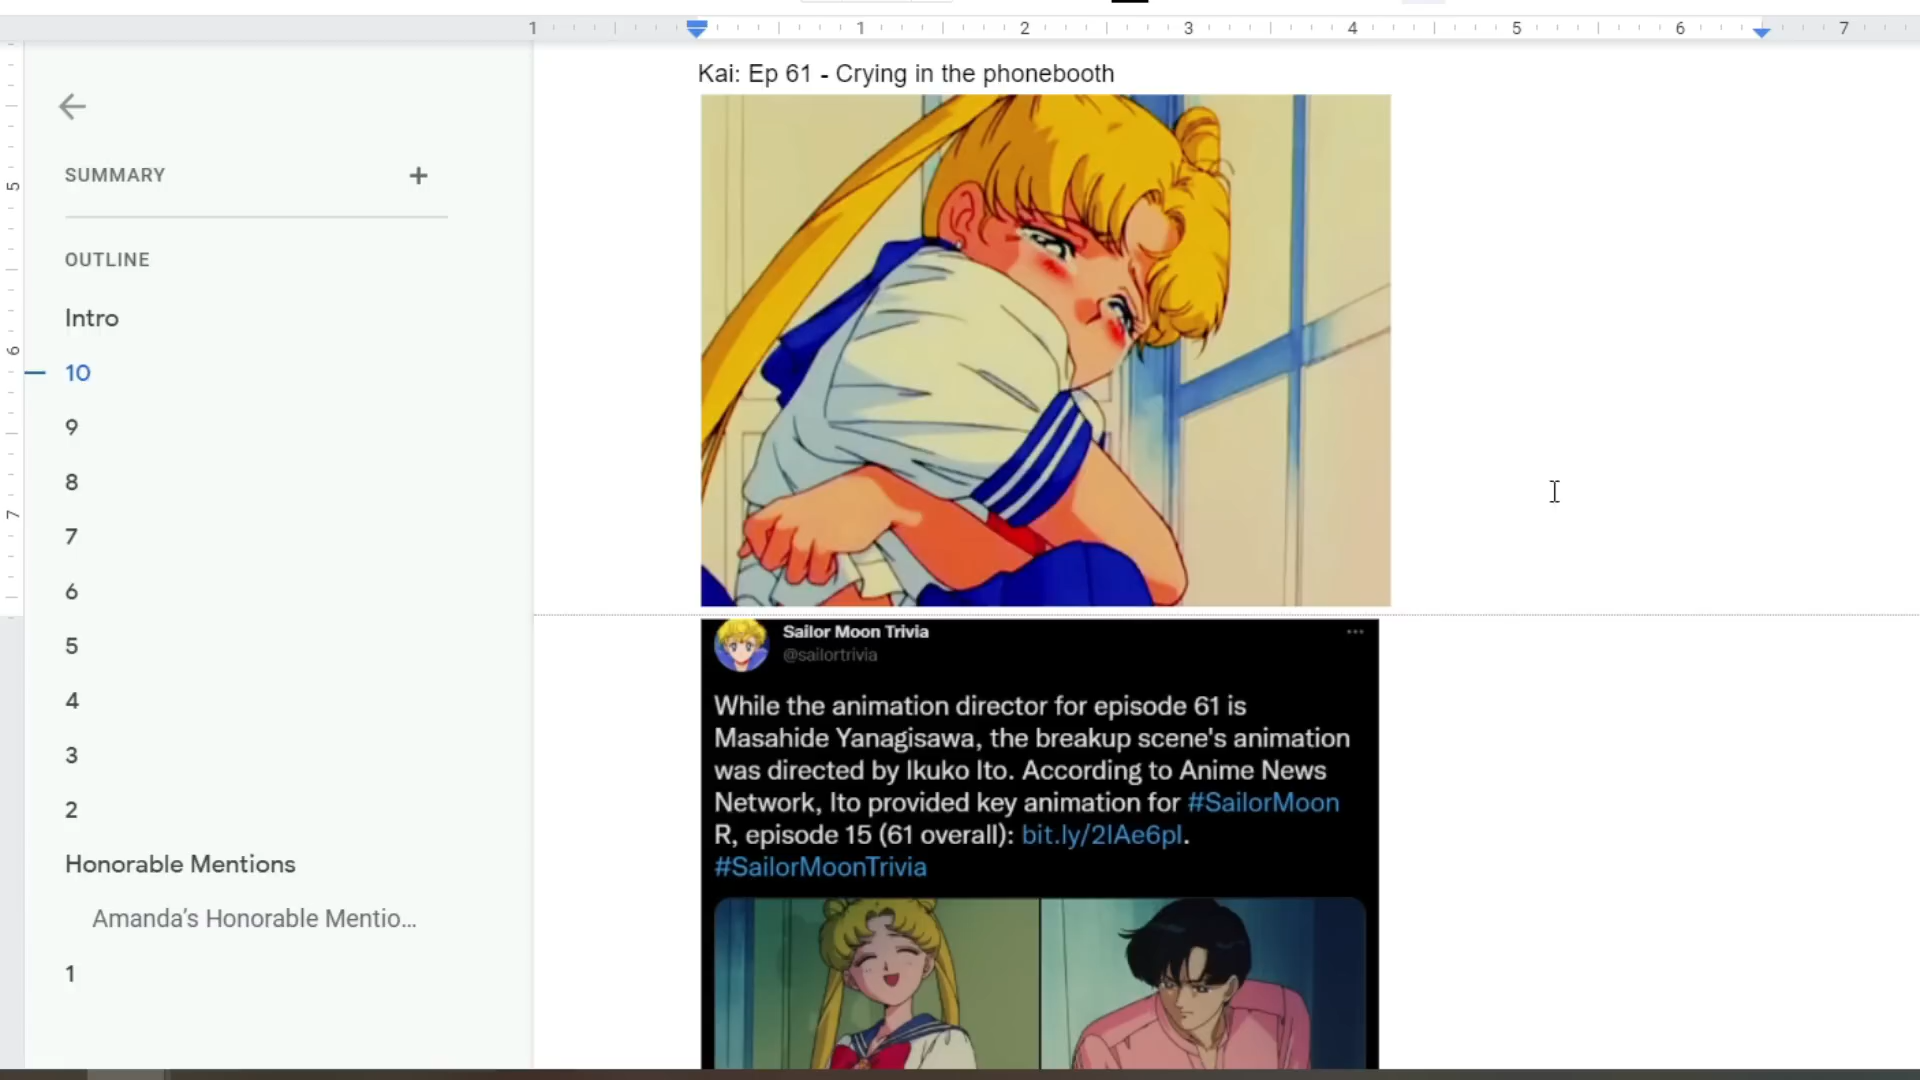 1 1 2 3 4 5 6 7
Kai: Ep 61 - Crying in the phonebooth
SUMMARY
OUTLINE
Intro
10
9
8
7
6
5
4
3
2
Honorable Mentions
Amanda's Honorable Mentio...
1
5
6
7
Sailor Moon Trivia
@sailortrivia
While the animation director for episode 61 is
Masahide Yanagisawa, the breakup scene's animation
was directed by Ikuko Ito. According to Anime News
Network, Ito provided key animation for #SailorMoon
R, episode 15 (61 overall): bit.ly/2lAe6pl.
#SailorMoonTrivia